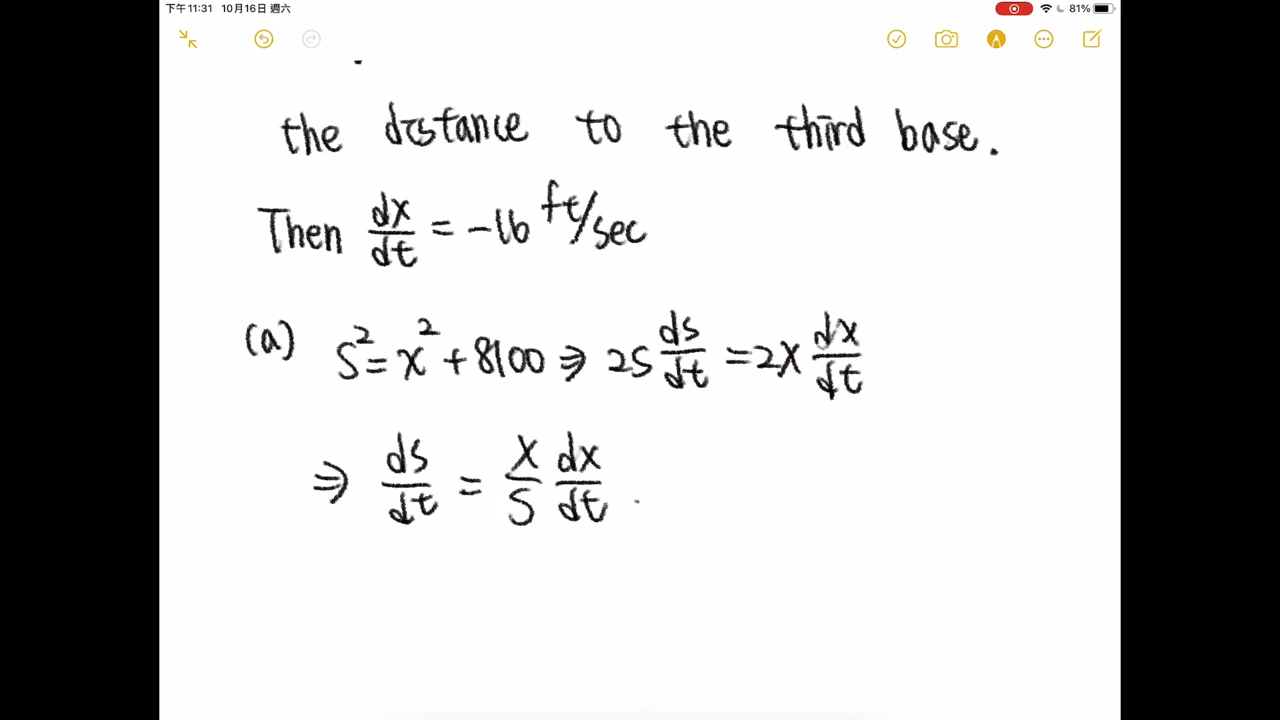 下午11:31 10月16日 週六 81%
the distance to the third base.
Then dx/dt = -16 ft/sec
(a) S² = x² + 8100 ⇒ 2S ds/dt = 2x dx/dt
⇒ ds/dt = x/S dx/dt .